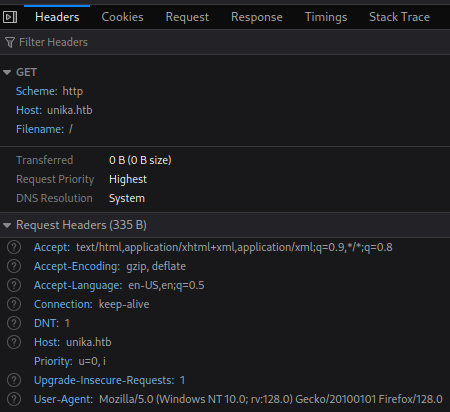 Headers Cookies Request Response Timings Stack Trace
Filter Headers
GET
Scheme: http
Host: unika.htb
Filename: /
Transferred 0 B (0 B size)
Request Priority Highest
DNS Resolution System
Request Headers (335 B)
? Accept: text/html,application/xhtml+xml,application/xml;q=0.9,*/*;q=0.8
? Accept-Encoding: gzip, deflate
? Accept-Language: en-US,en;q=0.5
? Connection: keep-alive
? DNT: 1
? Host: unika.htb
Priority: u=0, i
? Upgrade-Insecure-Requests: 1
? User-Agent: Mozilla/5.0 (Windows NT 10.0; rv:128.0) Gecko/20100101 Firefox/128.0